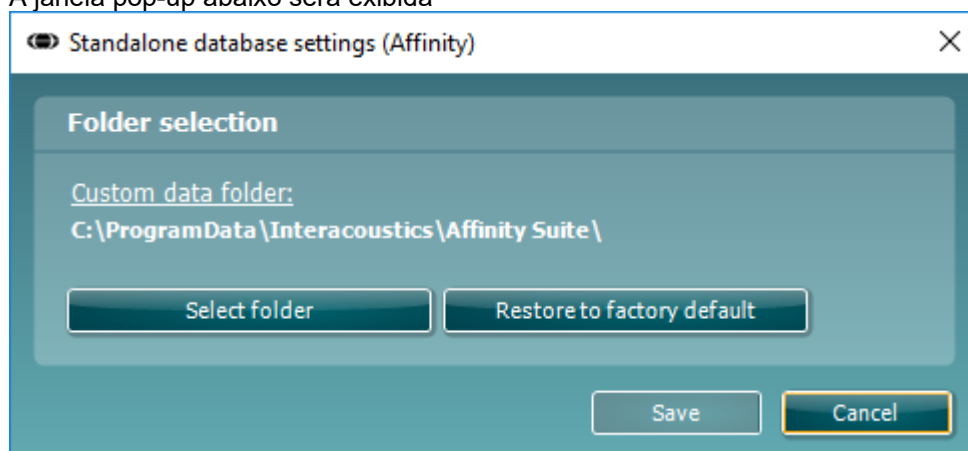 A janela pop-up abaixo será exibida
Standalone database settings (Affinity)
Folder selection
Custom data folder:
C:\ProgramData\Interacoustics\Affinity Suite\
Select folder
Restore to factory default
Save
Cancel